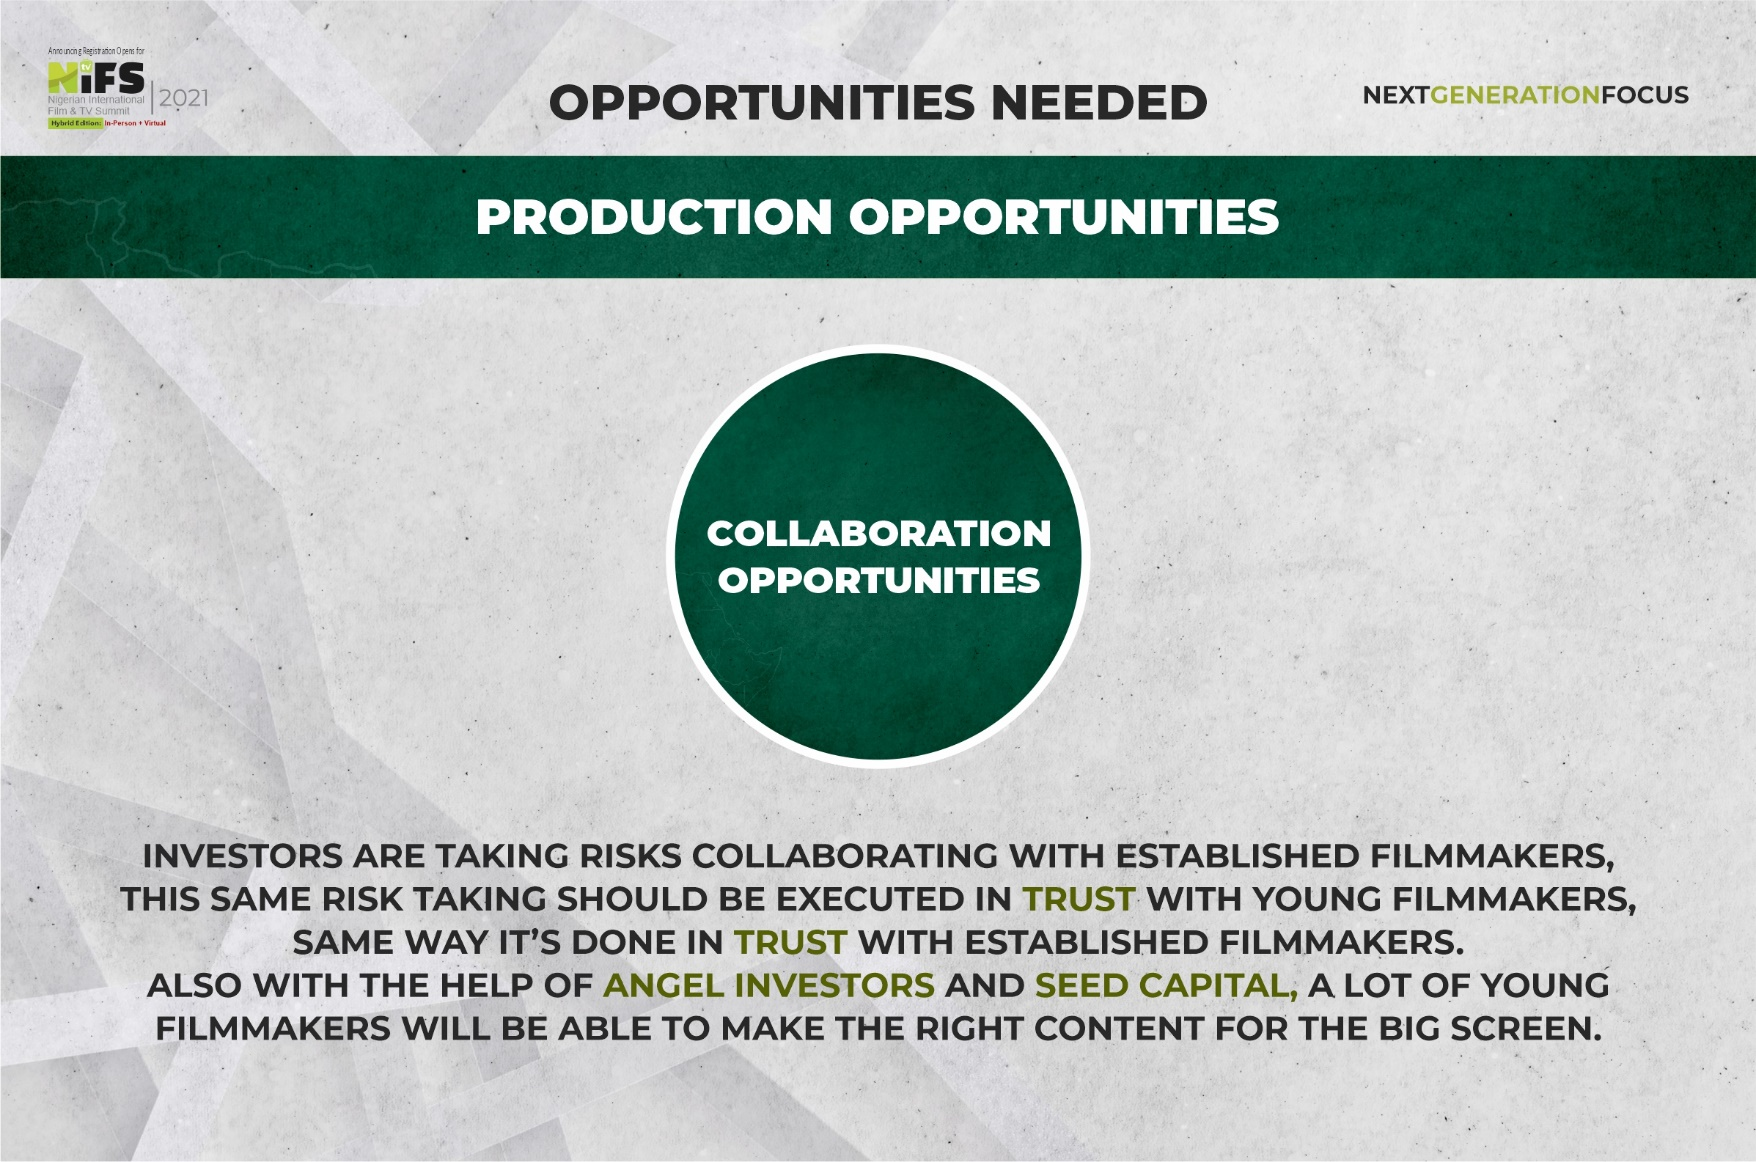 Announcing Registration Opens for
NiFS
tv
Nigerian International
Film & TV Summit
2021
Hybrid Edition: In-Person + Virtual
OPPORTUNITIES NEEDED
NEXTGENERATIONFOCUS
PRODUCTION OPPORTUNITIES
COLLABORATION
OPPORTUNITIES
INVESTORS ARE TAKING RISKS COLLABORATING WITH ESTABLISHED FILMMAKERS,
THIS SAME RISK TAKING SHOULD BE EXECUTED IN TRUST WITH YOUNG FILMMAKERS,
SAME WAY IT’S DONE IN TRUST WITH ESTABLISHED FILMMAKERS.
ALSO WITH THE HELP OF ANGEL INVESTORS AND SEED CAPITAL, A LOT OF YOUNG
FILMMAKERS WILL BE ABLE TO MAKE THE RIGHT CONTENT FOR THE BIG SCREEN.